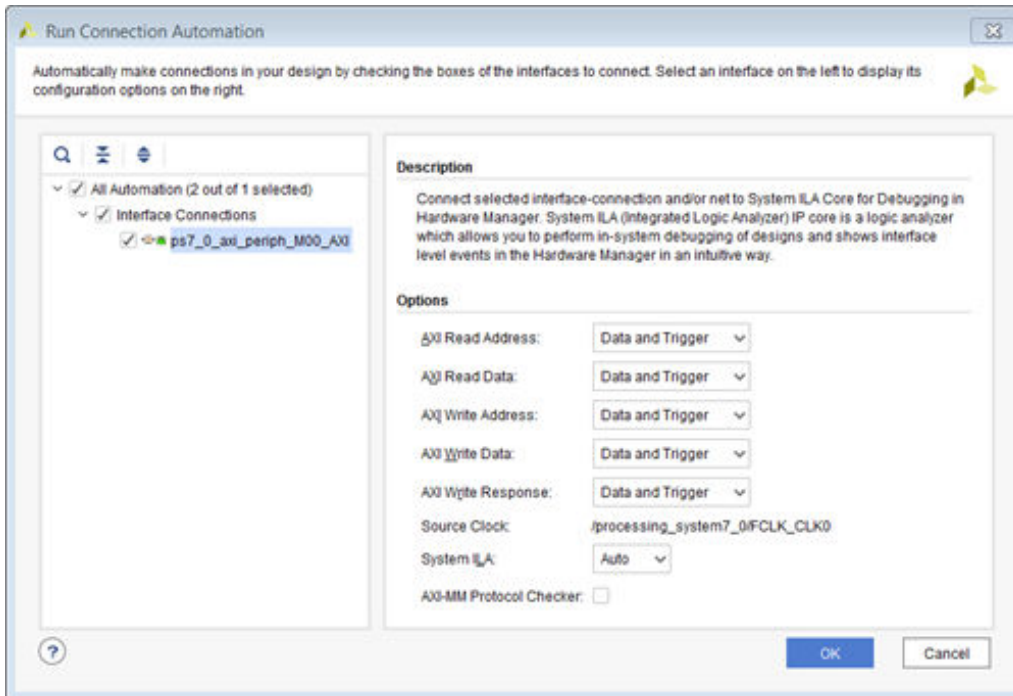 Run Connection Automation
Automatically make connections in your design by checking the boxes of the interfaces to connect. Select an interface on the left to display its
configuration options on the right.
All Automation (2 out of 1 selected)
Interface Connections
ps7_0_axi_periph_M00_AXI
Description
Connect selected interface-connection and/or net to System ILA Core for Debugging in
Hardware Manager. System ILA (Integrated Logic Analyzer) IP core is a logic analyzer
which allows you to perform in-system debugging of designs and shows interface
level events in the Hardware Manager in an intuitive way.
Options
AXI Read Address: Data and Trigger
AXI Read Data: Data and Trigger
AXI Write Address: Data and Trigger
AXI Write Data: Data and Trigger
AXI Write Response: Data and Trigger
Source Clock: /processing_system7_0/FCLK_CLK0
System ILA: Auto
AXI-MM Protocol Checker:
? OK Cancel